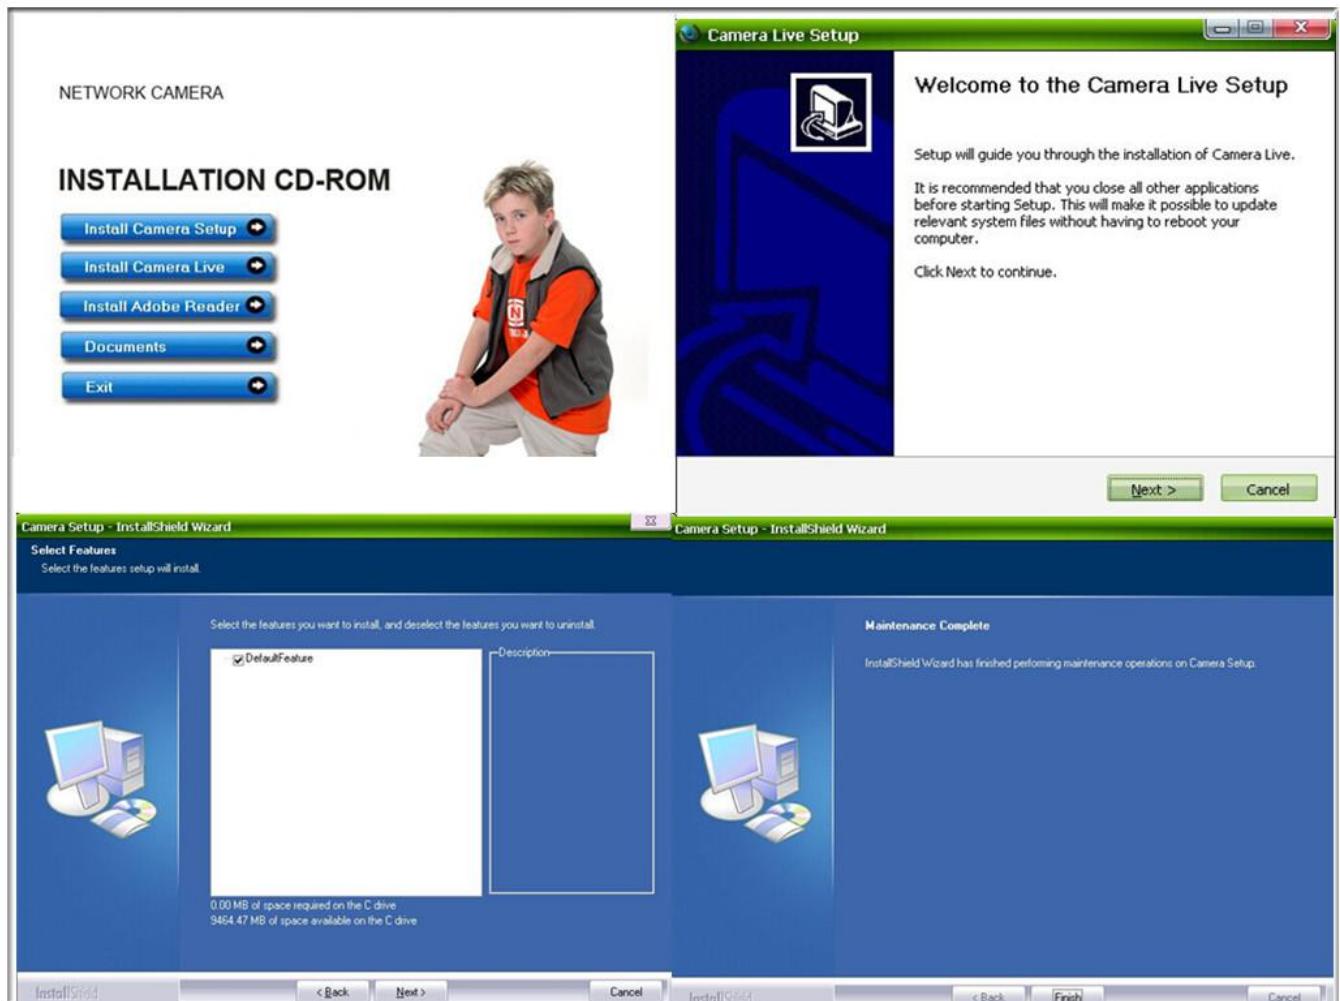 NETWORK CAMERA
INSTALLATION CD-ROM
Install Camera Setup
Install Camera Live
Install Adobe Reader
Documents
Exit
N
Camera Live Setup
Welcome to the Camera Live Setup
Setup will guide you through the installation of Camera Live.
It is recommended that you close all other applications
before starting Setup. This will make it possible to update
relevant system files without having to reboot your
computer.
Click Next to continue.
Next >
Cancel
Camera Setup - InstallShield Wizard
Select Features
Select the features setup will install.
Select the features you want to install, and deselect the features you want to uninstall.
DefaultFeature
Description
0.00 MB of space required on the C drive
9464.47 MB of space available on the C drive
InstallShield
< Back
Next >
Cancel
Camera Setup - InstallShield Wizard
Maintenance Complete
InstallShield Wizard has finished performing maintenance operations on Camera Setup.
InstallShield
< Back
Finish
Cancel